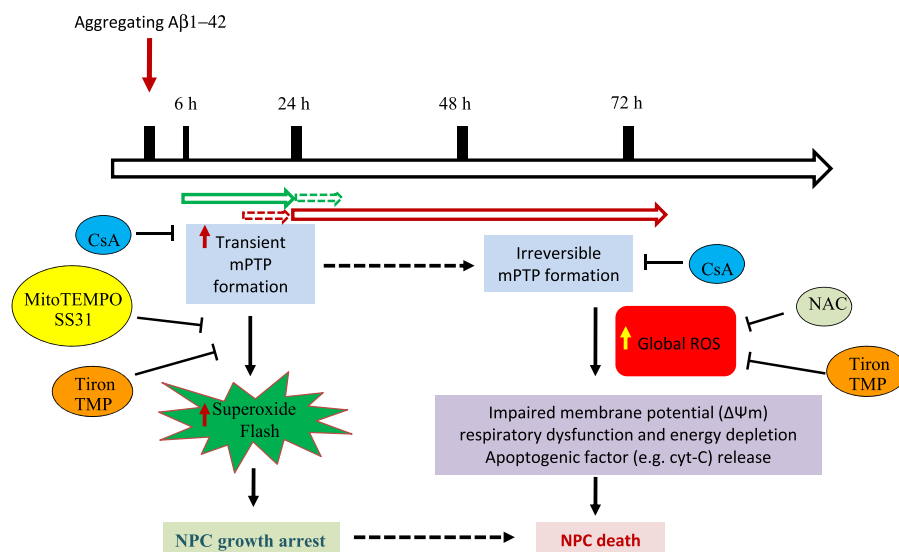 Aggregating Aβ1–42
6 h
24 h
48 h
72 h
CsA
Transient
mPTP
formation
Irreversible
mPTP formation
CsA
MitoTEMPO
SS31
NAC
Global ROS
Tiron
TMP
Tiron
TMP
Superoxide
Flash
Impaired membrane potential (ΔΨm)
respiratory dysfunction and energy depletion
Apoptogenic factor (e.g. cyt-C) release
NPC growth arrest
NPC death